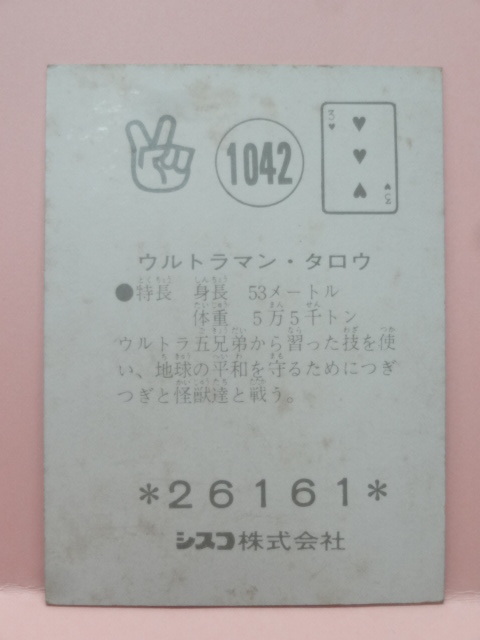 1042
3
3
ウルトラマン・タロウ
●特長 身長 53メートル
体重 5万5千トン
ウルトラ五兄弟から習った技を使
い、地球の平和を守るためにつぎ
つぎと怪獣達と戦う。
*26161*
シスコ株式会社